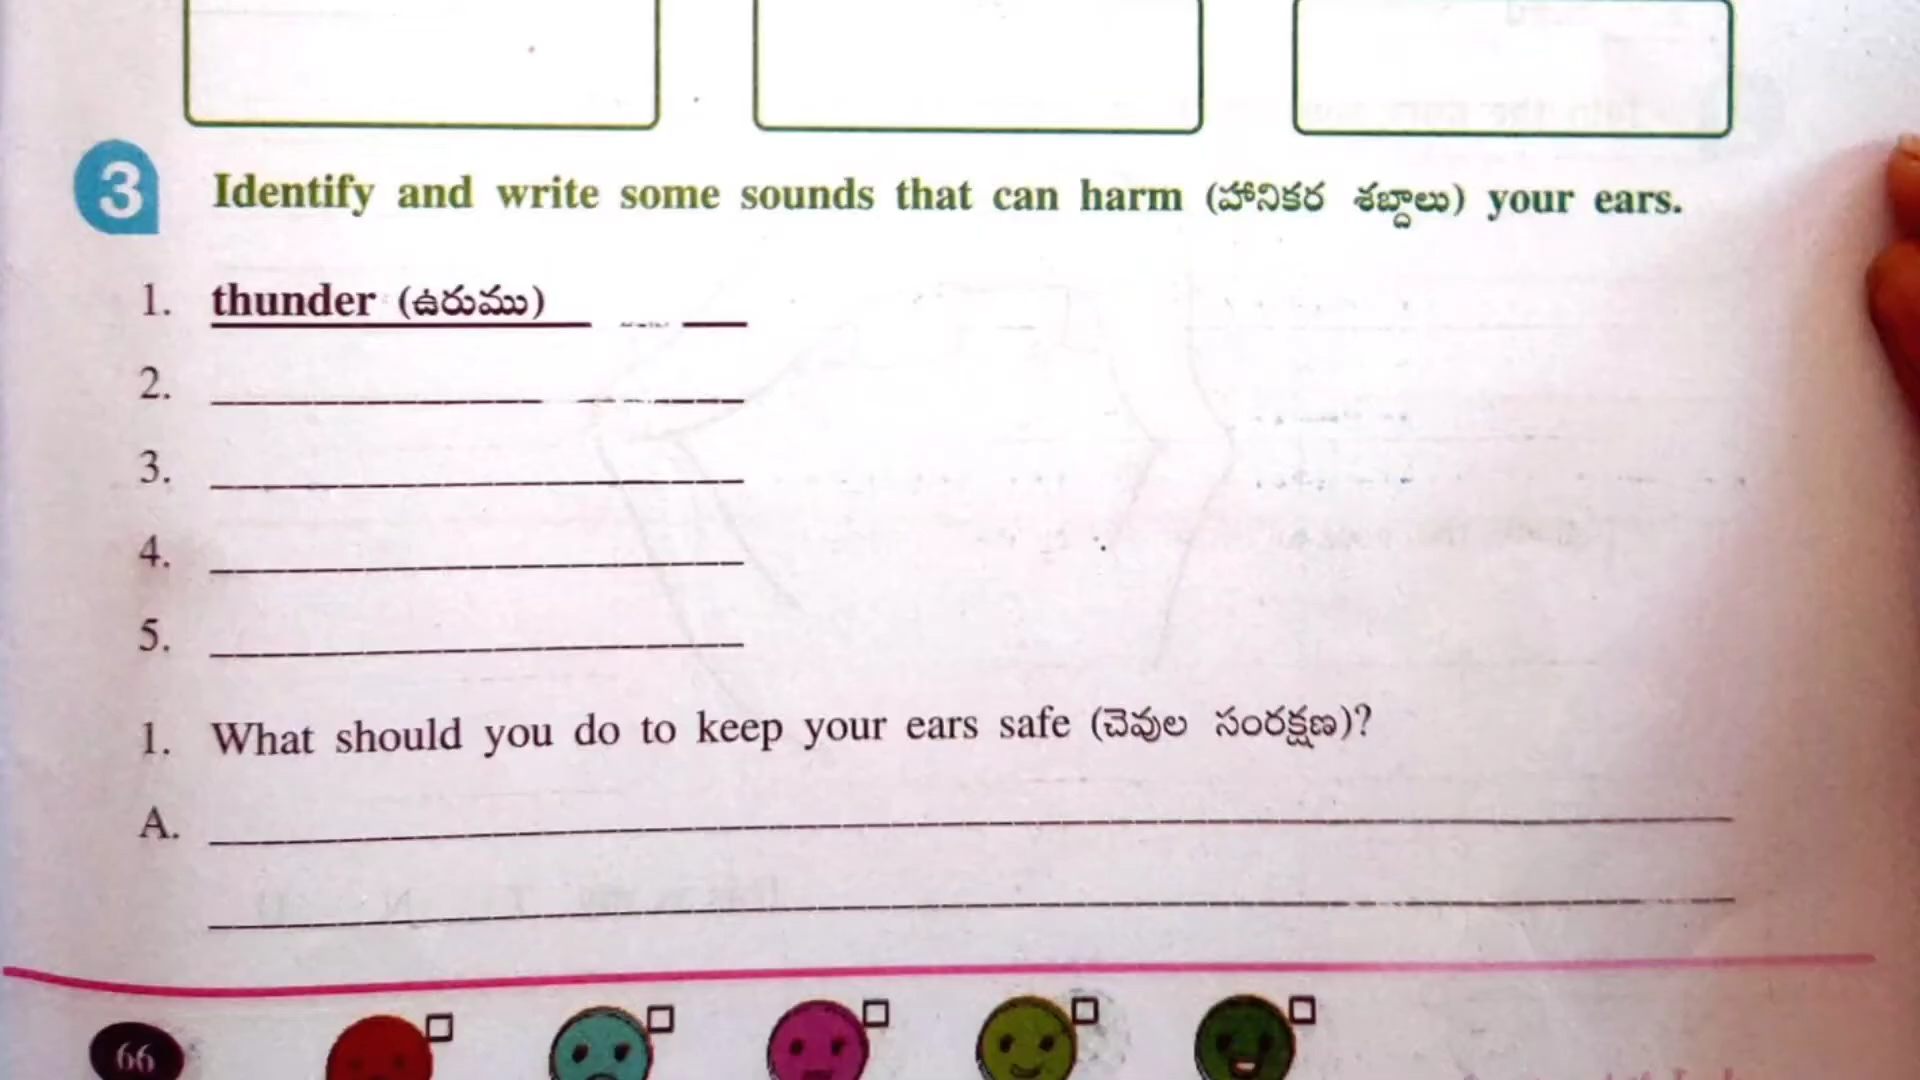 3 Identify and write some sounds that can harm (హానికర శబ్దాలు) your ears.
1. thunder (ఉరుము)
2.
3.
4.
5.
1. What should you do to keep your ears safe (చెవుల సంరక్షణ)?
A.
66